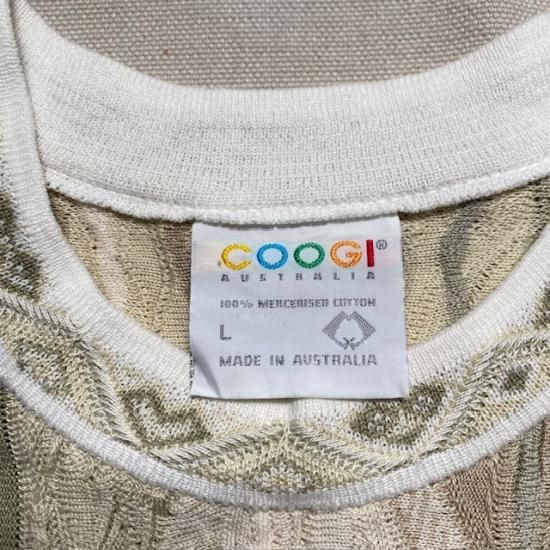 COOGI®
AUSTRALIA
100% MERCERISED COTTON
L
MADE IN AUSTRALIA